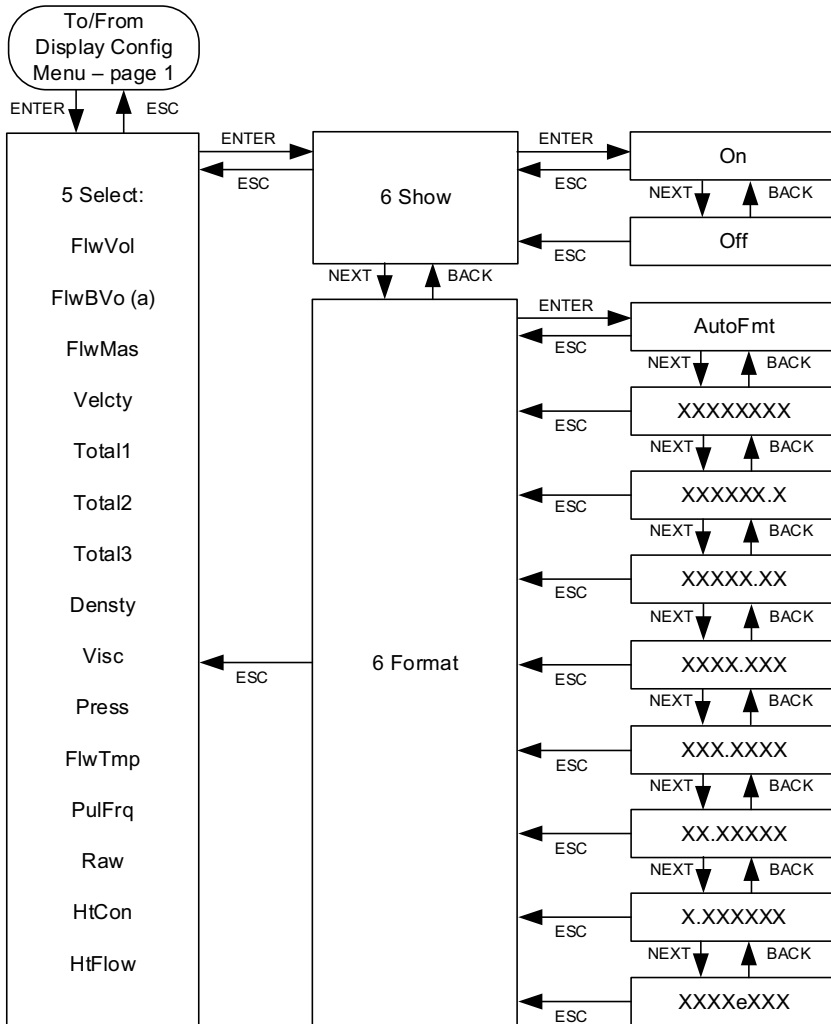 To/From
Display Config
Menu – page 1
ENTER
ESC
5 Select:
FlwVol
FlwBVo (a)
FlwMas
Velcty
Total1
Total2
Total3
Densty
Visc
Press
FlwTmp
PulFrq
Raw
HtCon
HtFlow
ENTER
ESC
6 Show
NEXT
BACK
ESC
6 Format
ENTER
ESC
On
NEXT
BACK
ESC
Off
ENTER
ESC
AutoFmt
NEXT
BACK
ESC
XXXXXXXX
NEXT
BACK
ESC
XXXXXX.X
NEXT
BACK
ESC
XXXXX.XX
NEXT
BACK
ESC
XXXX.XXX
NEXT
BACK
ESC
XXX.XXXX
NEXT
BACK
ESC
XX.XXXXX
NEXT
BACK
ESC
X.XXXXXX
NEXT
BACK
ESC
XXXXeXXX